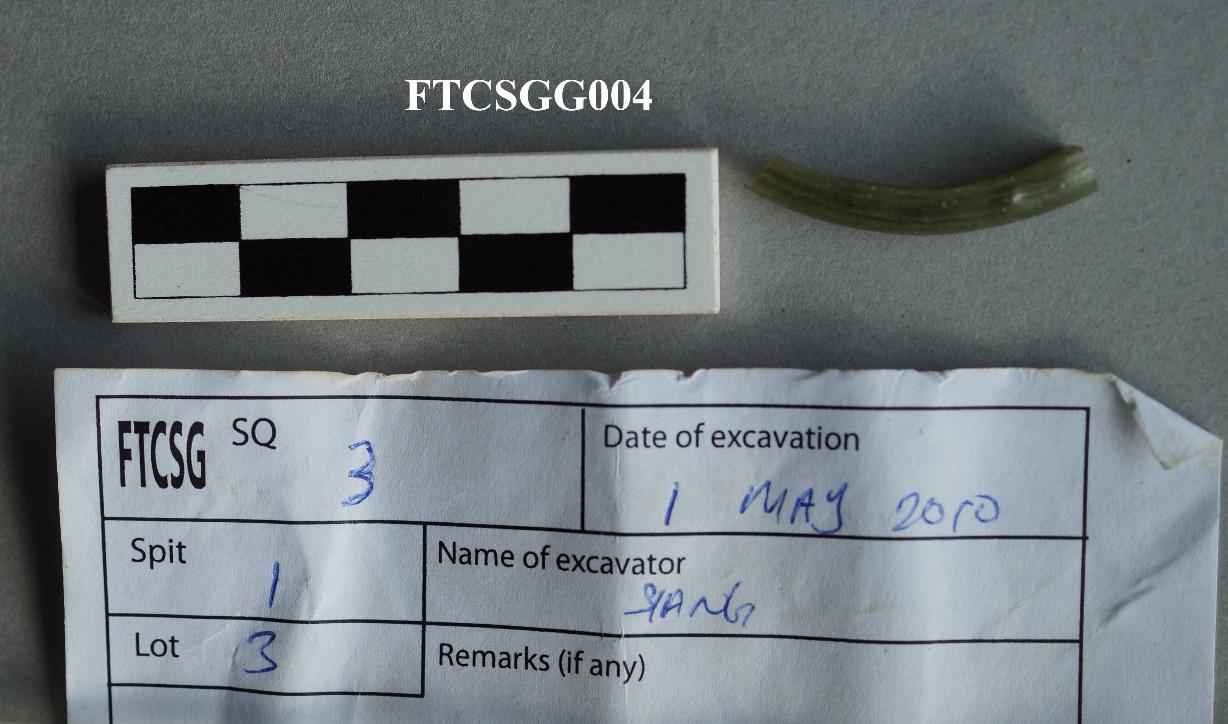 FTCSGG004
FTCSG SQ 3
Date of excavation
1 MAY 2010
Spit 1
Name of excavator
YANG
Lot 3
Remarks (if any)